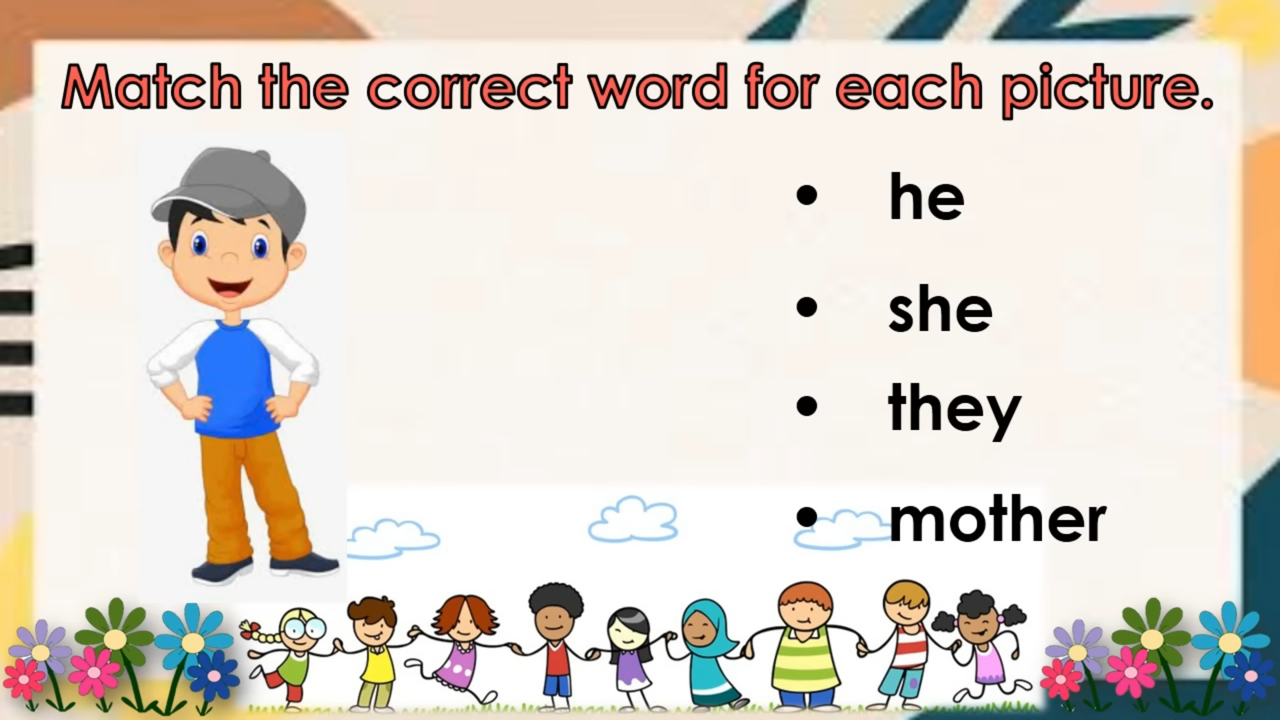 Match the correct word for each picture.
• he
• she
• they
• mother